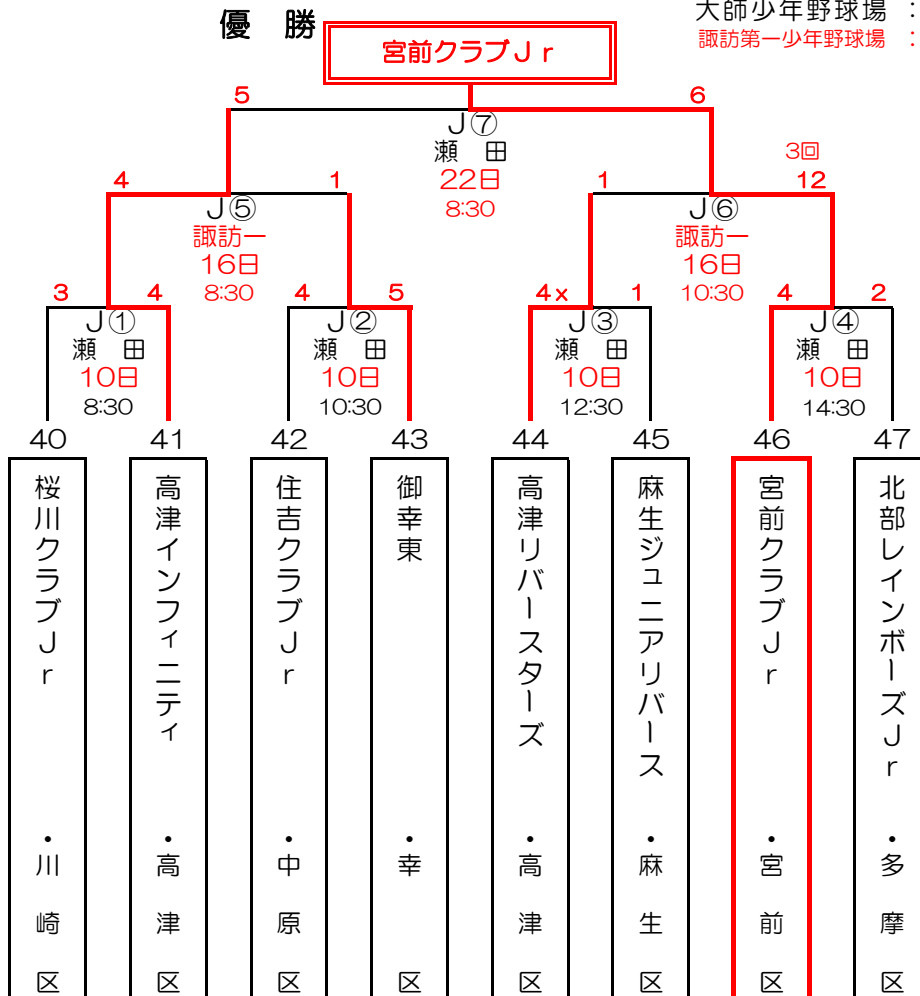 優 勝
宮前クラブJr
大師少年野球場 :
諏訪第一少年野球場 :
5
6
J⑦
瀬 田
22日
8:30
3回
4
1
1
12
J⑤
諏訪一
16日
8:30
J⑥
諏訪一
16日
10:30
3
4
4
5
4x
1
4
2
J①
瀬 田
10日
8:30
J②
瀬 田
10日
10:30
J③
瀬 田
10日
12:30
J④
瀬 田
10日
14:30
40
41
42
43
44
45
46
47
桜川クラブJr ・川崎区
高津インフィニティ ・高津区
住吉クラブJr ・中原区
御幸東 ・幸区
高津リバースターズ ・高津区
麻生ジュニアリバース ・麻生区
宮前クラブJr ・宮前区
北部レインボーズJr ・多摩区